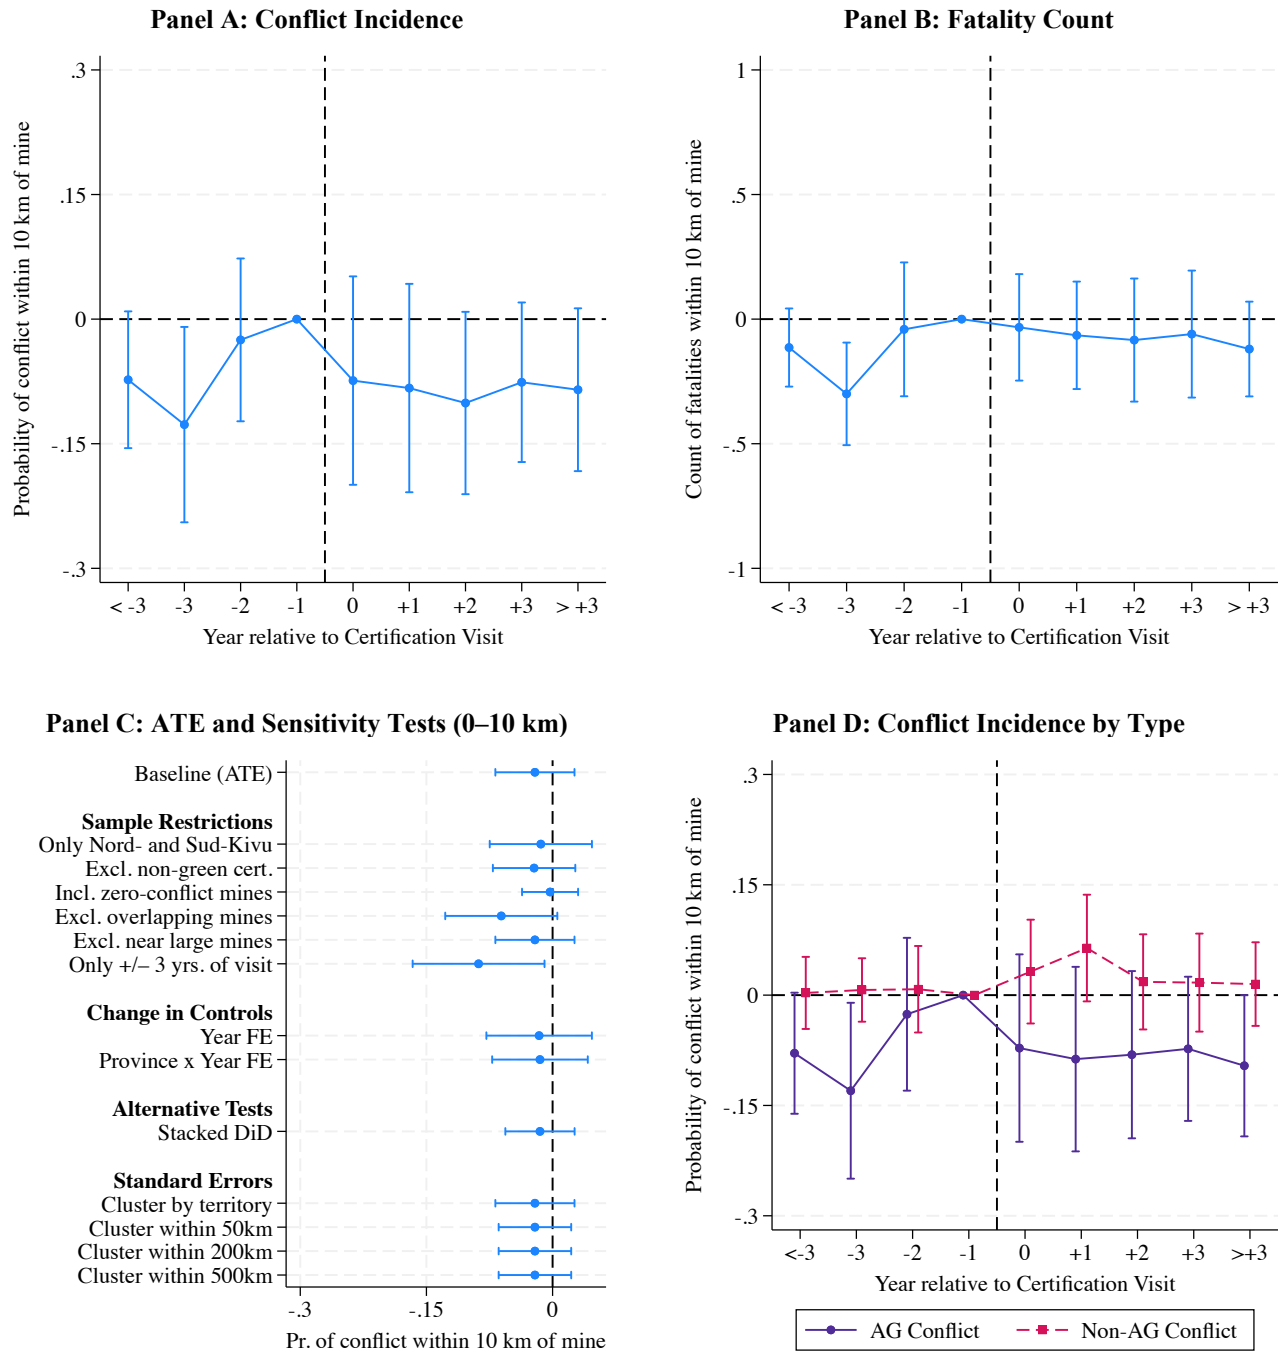 Panel A: Conflict Incidence
Probability of conflict within 10 km of mine
.3
.15
0
-.15
-.3
< -3
-3
-2
-1
0
+1
+2
+3
> +3
Year relative to Certification Visit
Panel B: Fatality Count
Count of fatalities within 10 km of mine
1
.5
0
-.5
-1
< -3
-3
-2
-1
0
+1
+2
+3
> +3
Year relative to Certification Visit
Panel C: ATE and Sensitivity Tests (0–10 km)
Baseline (ATE)
Sample Restrictions
Only Nord- and Sud-Kivu
Excl. non-green cert.
Incl. zero-conflict mines
Excl. overlapping mines
Excl. near large mines
Only +/– 3 yrs. of visit
Change in Controls
Year FE
Province x Year FE
Alternative Tests
Stacked DiD
Standard Errors
Cluster by territory
Cluster within 50km
Cluster within 200km
Cluster within 500km
-.3
-.15
0
Pr. of conflict within 10 km of mine
Panel D: Conflict Incidence by Type
Probability of conflict within 10 km of mine
.3
.15
0
-.15
-.3
<-3
-3
-2
-1
0
+1
+2
+3
>+3
Year relative to Certification Visit
AG Conflict
Non-AG Conflict